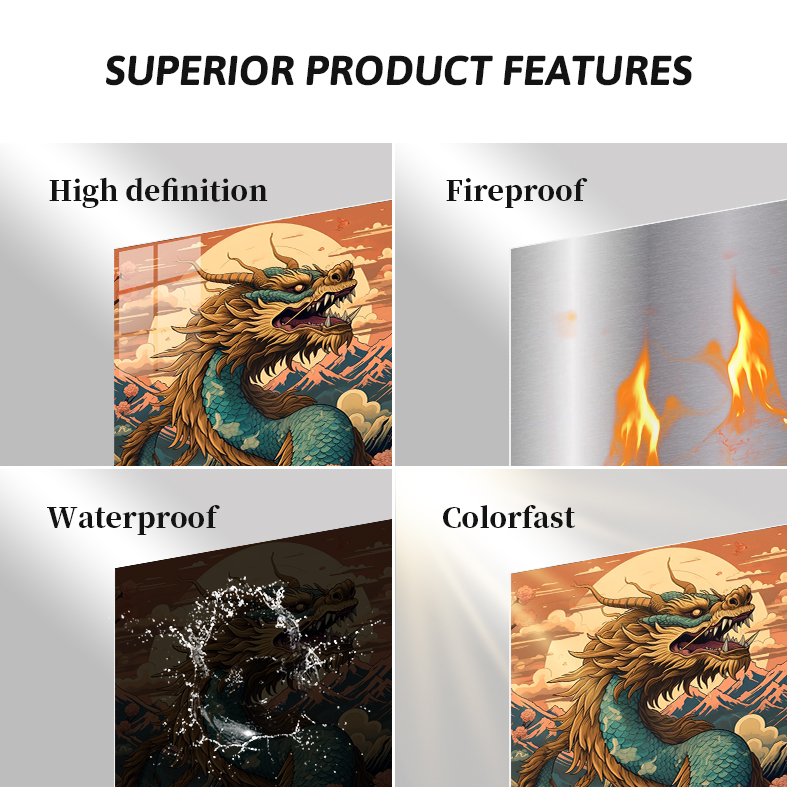 SUPERIOR PRODUCT FEATURES
High definition
Fireproof
Waterproof
Colorfast